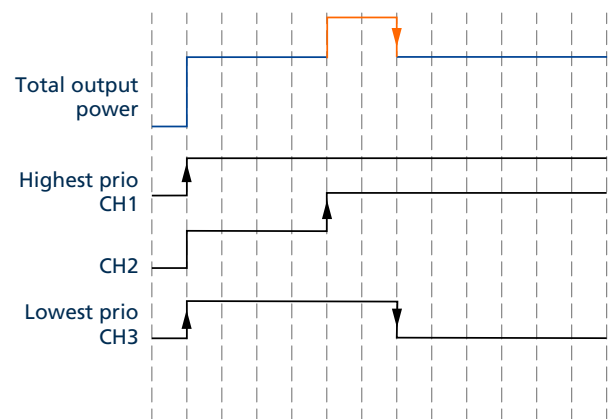 Total output
power
Highest prio
CH1
CH2
Lowest prio
CH3